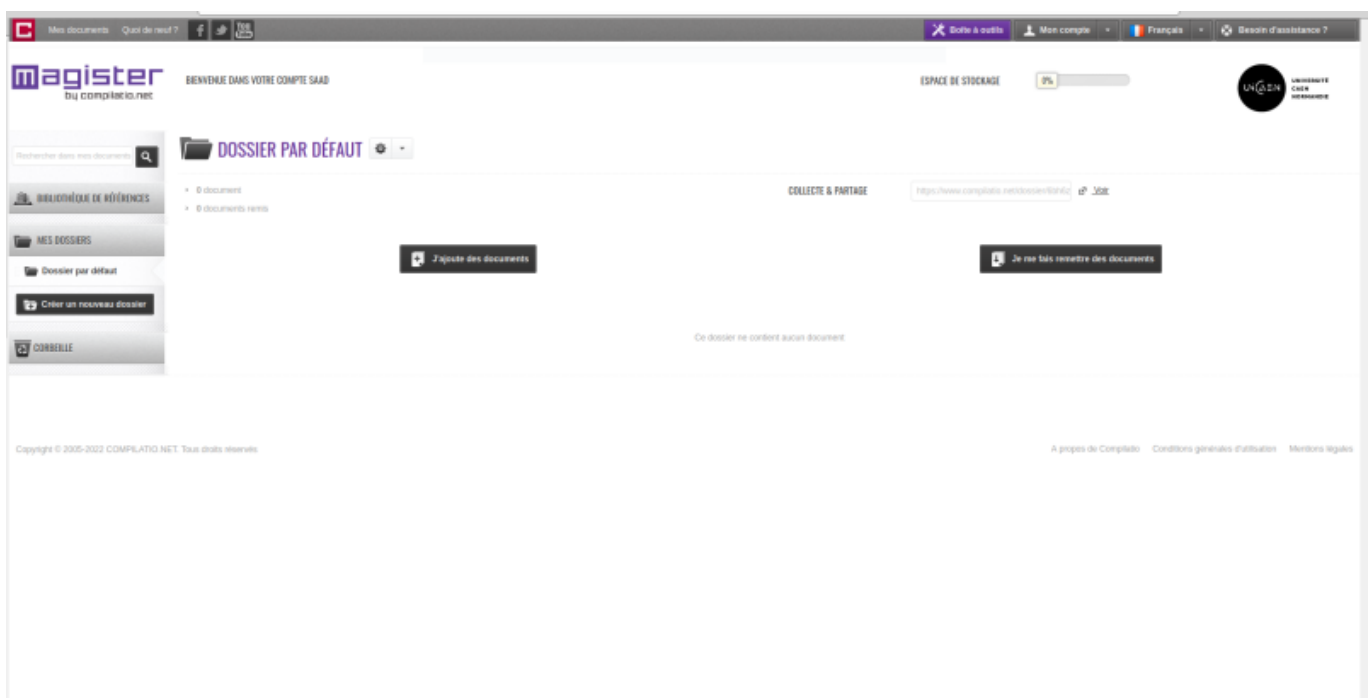 C Mes documents Quoi de neuf ? f You Tube Boîte à outils Mon compte Français Besoin d'assistance ?
magister
by compilatio.net
BIENVENUE DANS VOTRE COMPTE SAAD
ESPACE DE STOCKAGE 0%
UNICAEN UNIVERSITÉ CAEN NORMANDIE
Rechercher dans mes documents
DOSSIER PAR DÉFAUT
BIBLIOTHÈQUE DE RÉFÉRENCES
0 document
0 documents remis
COLLECTE & PARTAGE Voir
MES DOSSIERS
Dossier par défaut
Créer un nouveau dossier
CORBEILLE
J'ajoute des documents
Je me fais remettre des documents
Ce dossier ne contient aucun document
Copyright © 2005-2022 COMPILATIO.NET. Tous droits réservés
A propos de Compilatio Conditions générales d'utilisation Mentions légales